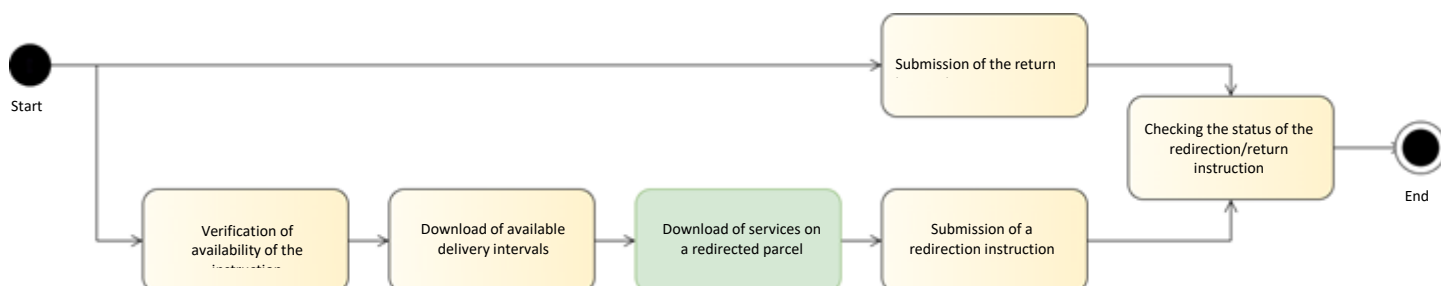 Submission of the return
Start
Checking the status of the
redirection/return
instruction
End
Verification of
availability of the
Download of available
delivery intervals
Download of services on
a redirected parcel
Submission of a
redirection instruction